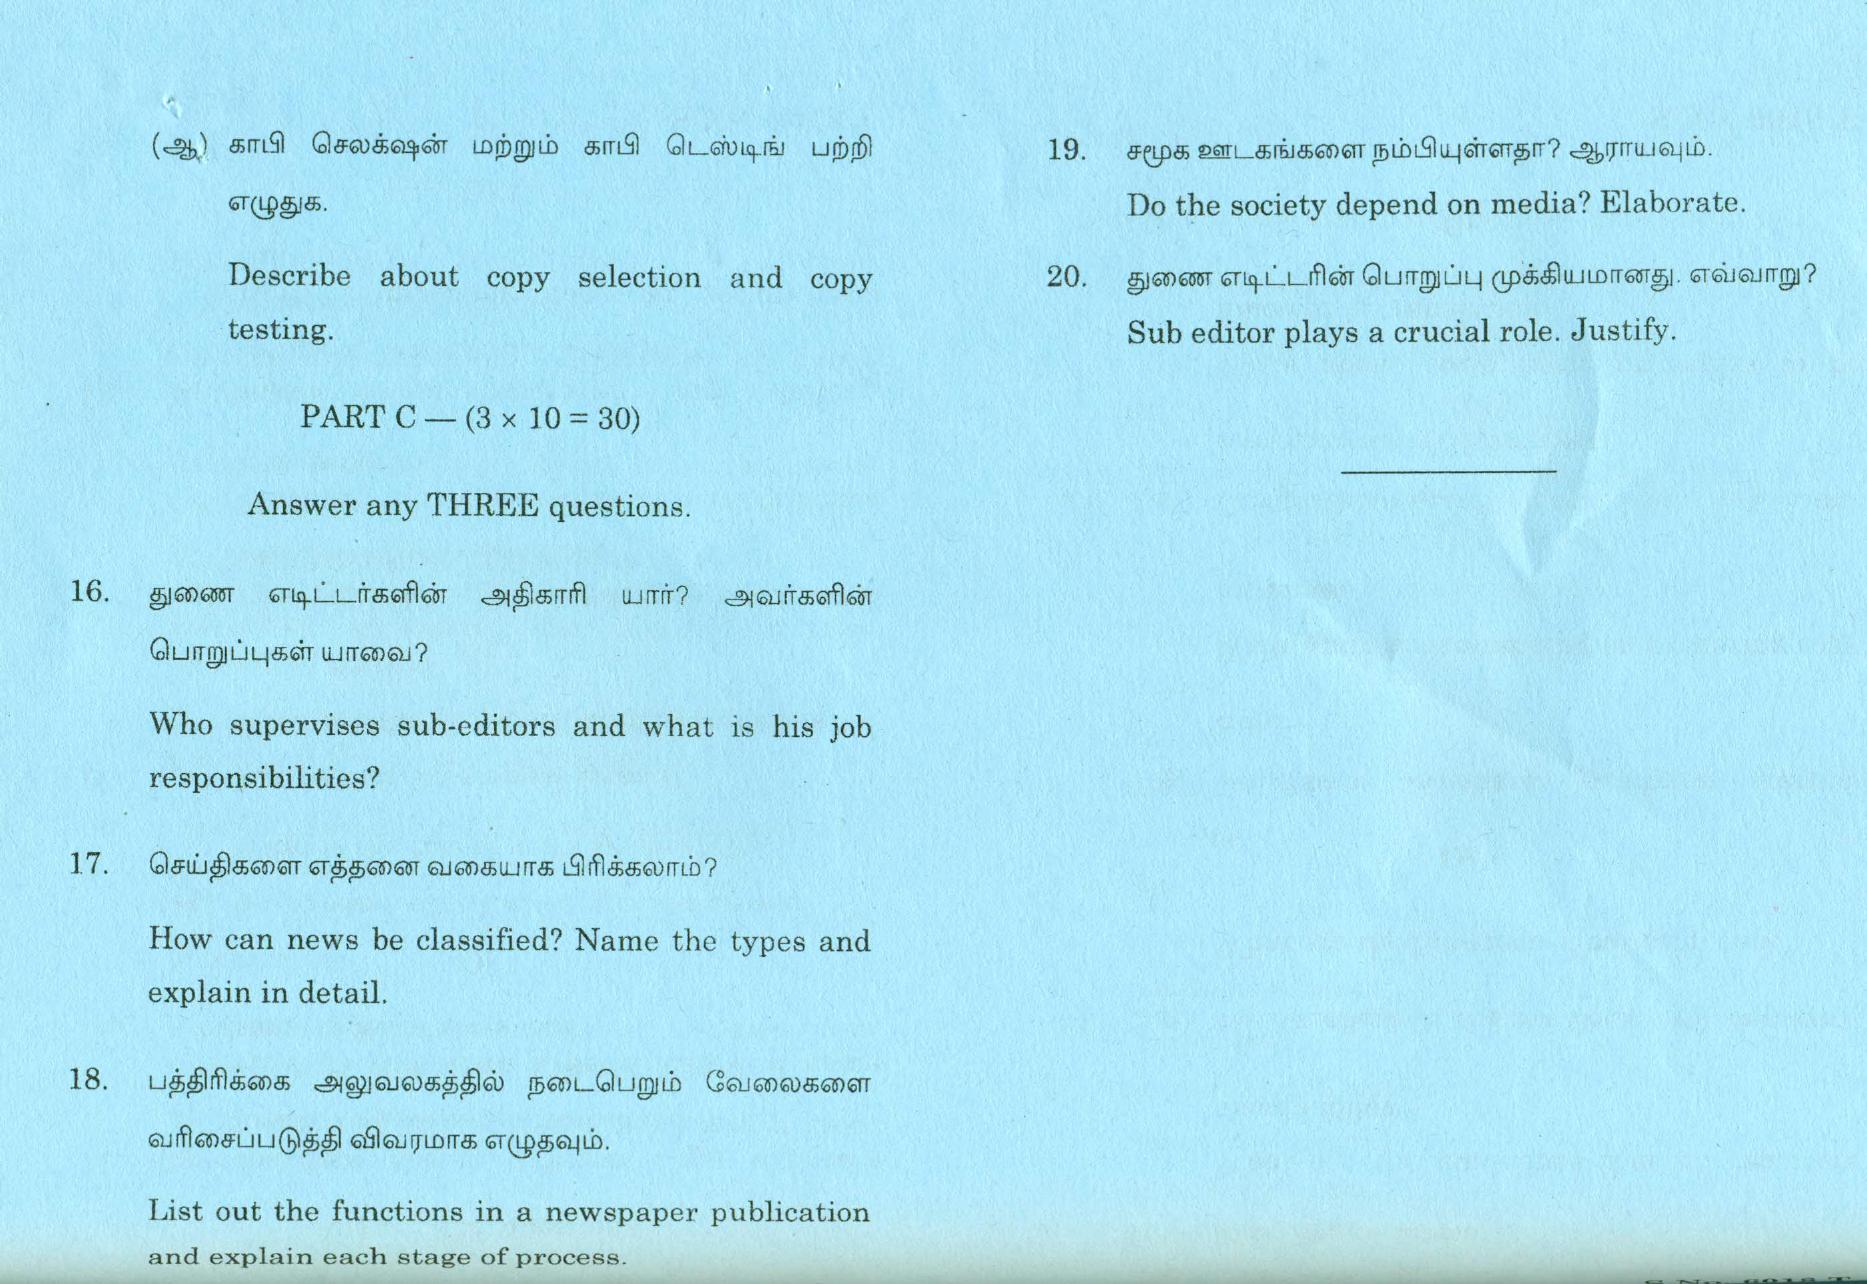 (ஆ) காபி செலக்ஷன் மற்றும் காபி டெஸ்டிங் பற்றி
எழுதுக.
Describe about copy selection and copy
testing.
PART C — (3 × 10 = 30)
Answer any THREE questions.
16. துணை எடிட்டர்களின் அதிகாரி யார்? அவர்களின்
பொறுப்புகள் யாவை?
Who supervises sub-editors and what is his job
responsibilities?
17. செய்திகளை எத்தனை வகையாக பிரிக்கலாம்?
How can news be classified? Name the types and
explain in detail.
18. பத்திரிக்கை அலுவலகத்தில் நடைபெறும் வேலைகளை
வரிசைப்படுத்தி விவரமாக எழுதவும்.
List out the functions in a newspaper publication
and explain each stage of process.
19. சமூக ஊடகங்களை நம்பியுள்ளதா? ஆராயவும்.
Do the society depend on media? Elaborate.
20. துணை எடிட்டரின் பொறுப்பு முக்கியமானது. எவ்வாறு?
Sub editor plays a crucial role. Justify.